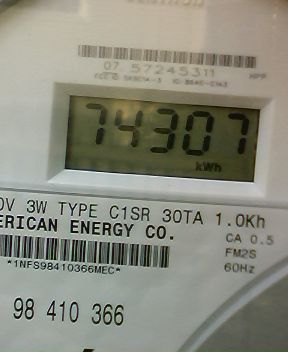 07 57245311
HPP
74307
kWh
0V 3W TYPE C1SR 30TA 1.0Kh
ERICAN ENERGY CO.
CA 0.5
FM2S
*1NFS98410366MEC*
60Hz
98 410 366